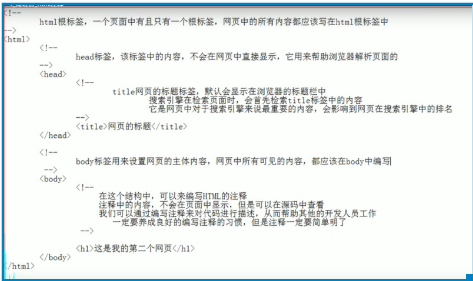 <!--
html根标签，一个页面中有且只有一个根标签，网页中的所有内容都应该写在html根标签中
-->
<html>
<!--
head标签，该标签中的内容，不会在网页中直接显示，它用来帮助浏览器解析页面的
-->
<head>
<!--
title网页的标题标签，默认会显示在浏览器的标题栏中
搜索引擎在检索页面时，会首先检索title标签中的内容
它是网页中对于搜索引擎来说最重要的内容，会影响到网页在搜索引擎中的排名
-->
<title>网页的标题</title>
</head>
<!--
body标签用来设置网页的主体内容，网页中所有可见的内容，都应该在body中编写
-->
<body>
<!--
在这个结构中，可以来编写HTML的注释
注释中的内容，不会在页面中显示，但是可以在源码中查看
我们可以通过编写注释来对代码进行描述，从而帮助其他的开发人员工作
一定要养成良好的编写注释的习惯，但是注释一定要简单明了
-->
<h1>这是我的第二个网页</h1>
</body>
</html>